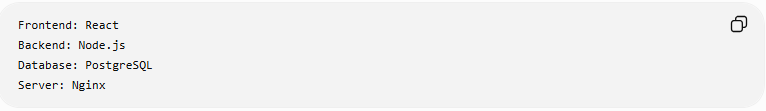 Frontend: React
Backend: Node.js
Database: PostgreSQL
Server: Nginx